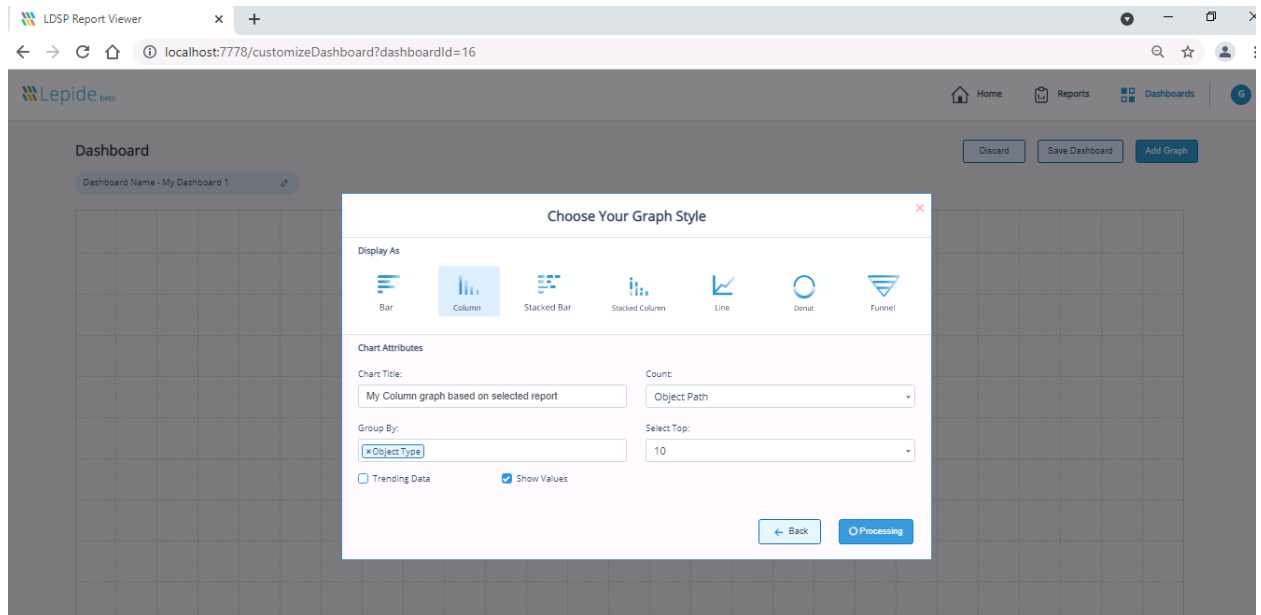 LDSP Report Viewer
localhost:7778/customizeDashboard?dashboardId=16
Lepide beta
Home
Reports
Dashboards
G
Dashboard
Discard
Save Dashboard
Add Graph
Dashboard Name - My Dashboard 1
Choose Your Graph Style
Display As
Bar
Column
Stacked Bar
Stacked Column
Line
Donut
Funnel
Chart Attributes
Chart Title:
Count:
My Column graph based on selected report
Object Path
Group By:
Select Top:
×Object Type
10
Trending Data
Show Values
Back
Processing